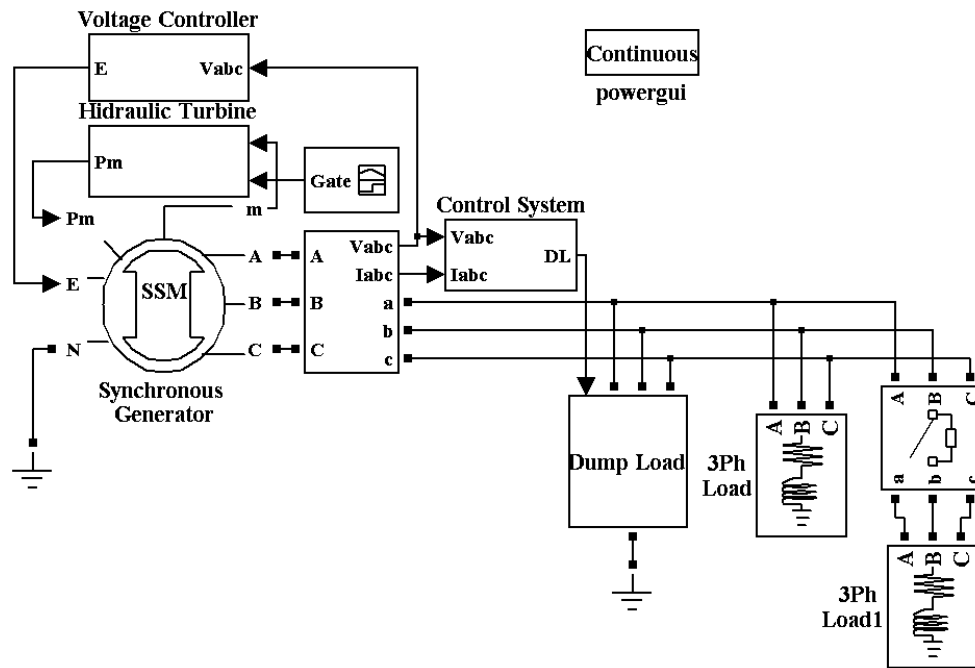 Voltage Controller
E
Vabc
Continuous
powergui
Hidraulic Turbine
Pm
Gate
Pm
m
Control System
Vabc
DL
Iabc
E
SSM
N
A
B
C
A
B
C
Vabc
Iabc
a
b
c
Synchronous
Generator
Dump Load
3Ph
Load
A
B
C
A
B
C
a
b
c
3Ph
Load1
A
B
C